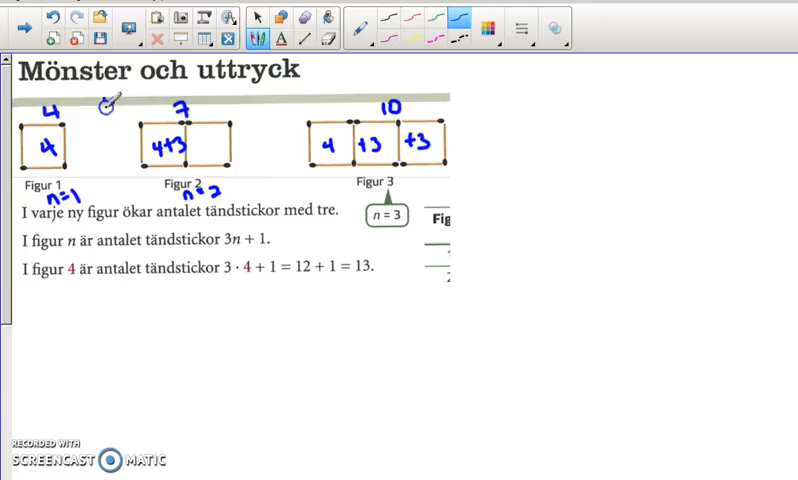 Mönster och uttryck
4 7 10
4 4+3 4 +3 +3
Figur 1 Figur 2 Figur 3
n=1 n=2
n = 3
I varje ny figur ökar antalet tändstickor med tre.
Fig
I figur n är antalet tändstickor 3n + 1.
I figur 4 är antalet tändstickor 3 · 4 + 1 = 12 + 1 = 13.
RECORDED WITH
SCREENCAST MATIC